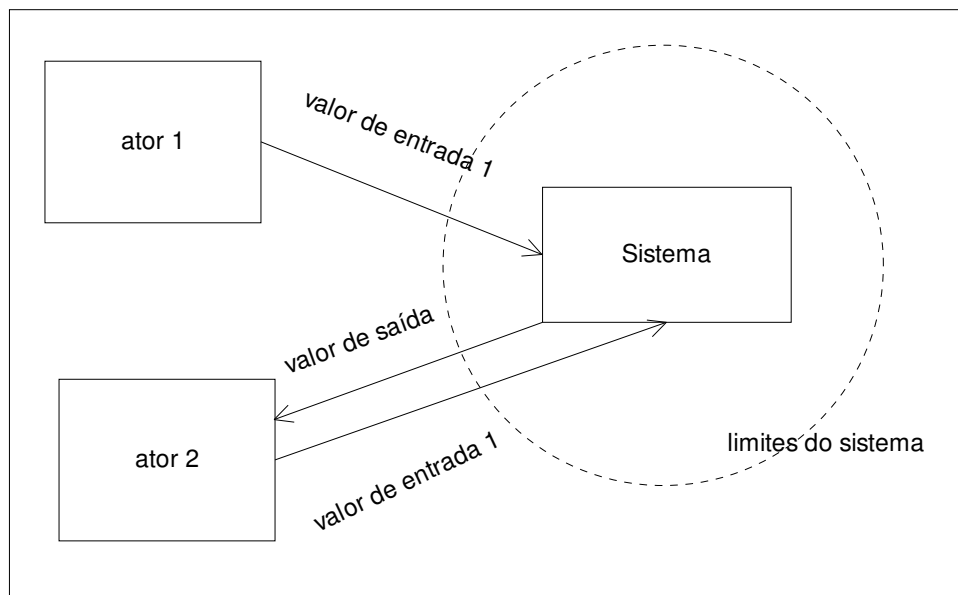 ator 1
valor de entrada 1
Sistema
valor de saída
ator 2
valor de entrada 1
limites do sistema